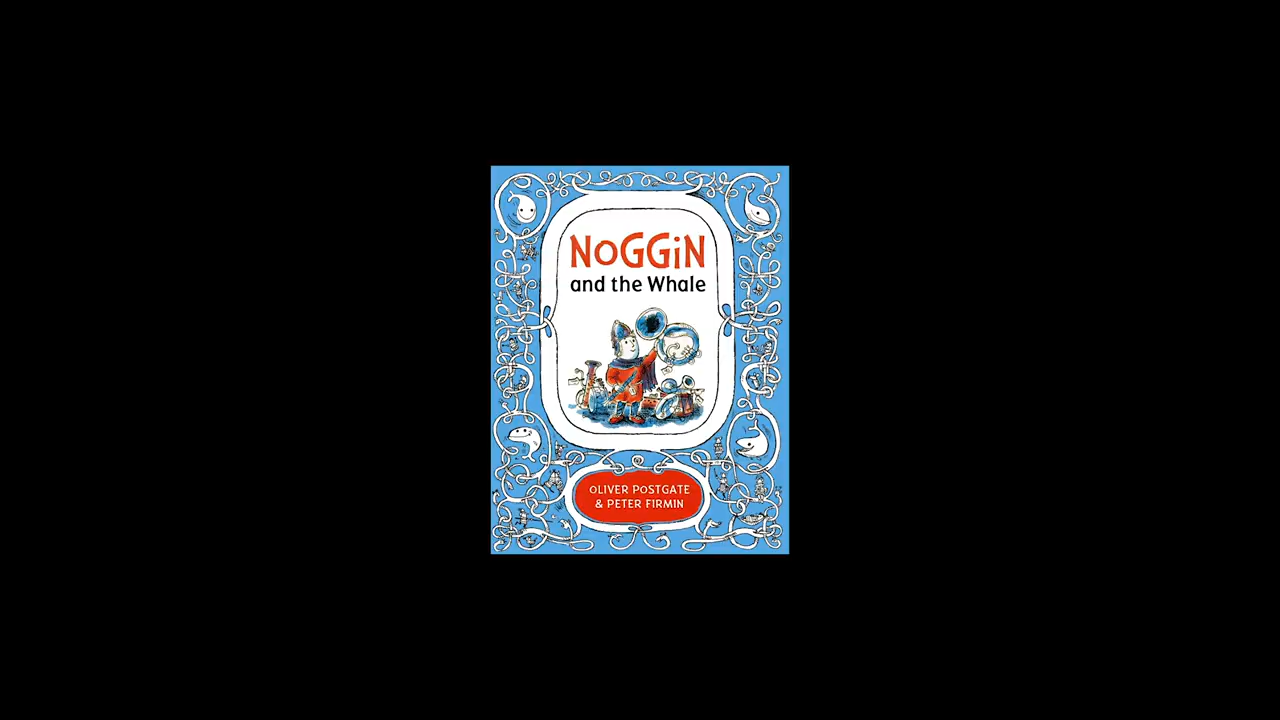 NOGGiN
and the Whale
OLIVER POSTGATE
& PETER FIRMIN